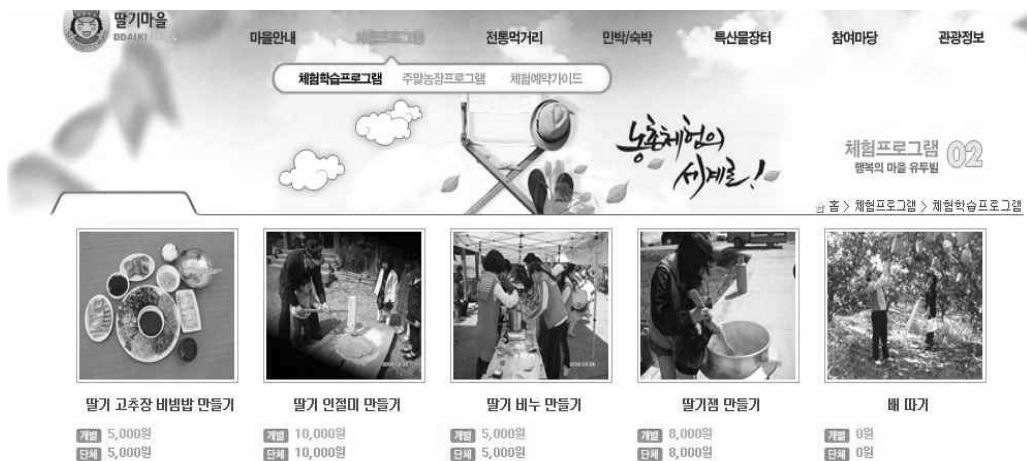 딸기마을
마을안내 체험프로그램 전통먹거리 민박/숙박 특산물장터 참여마당 관광정보
체험학습프로그램 주말농장프로그램 체험예약가이드
농촌체험의
세계로!
체험프로그램 02
행복의 마을 유두빌
홈 > 체험프로그램 > 체험학습프로그램
딸기 고추장 비빔밥 만들기 딸기 인절미 만들기 딸기 비누 만들기 딸기잼 만들기 배 따기
개별 5,000원 개별 10,000원 개별 5,000원 개별 8,000원 개별 0원
단체 5,000원 단체 10,000원 단체 5,000원 단체 8,000원 단체 0원